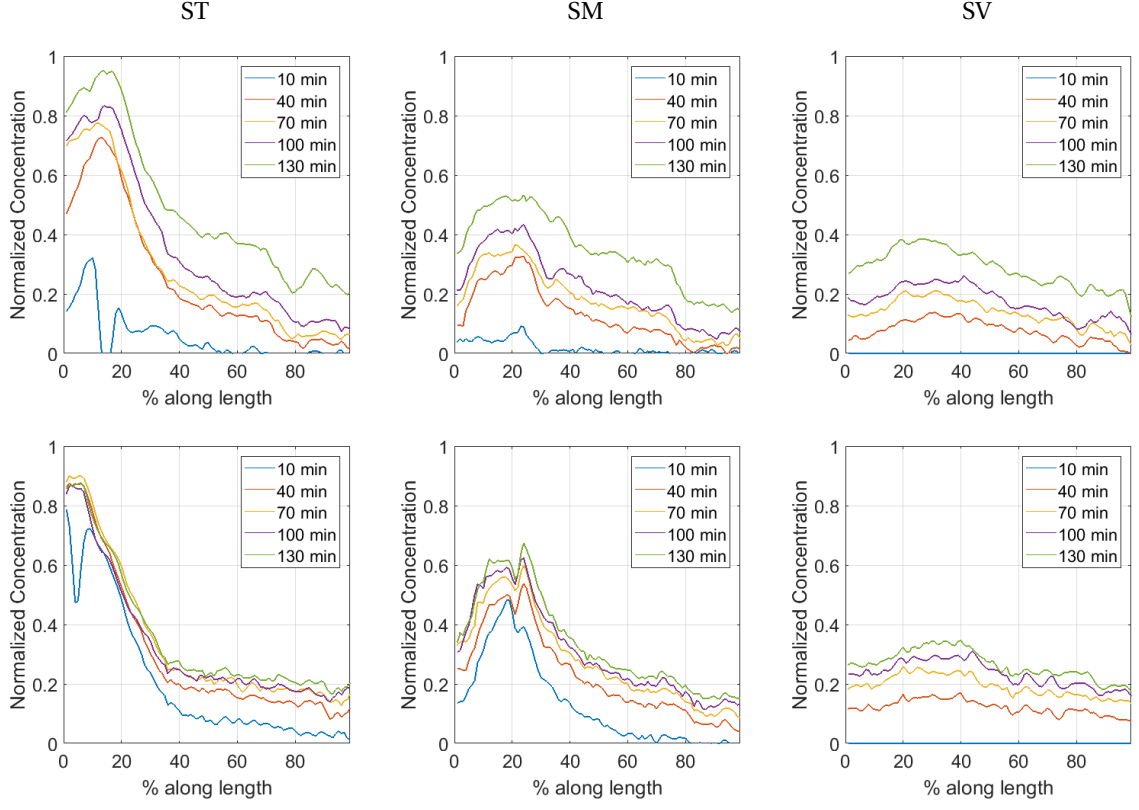 ST SM SV
1
0.8
0.6
0.4
0.2
0
0 20 40 60 80
Normalized Concentration
% along length
10 min
40 min
70 min
100 min
130 min
1
0.8
0.6
0.4
0.2
0
0 20 40 60 80
Normalized Concentration
% along length
10 min
40 min
70 min
100 min
130 min
1
0.8
0.6
0.4
0.2
0
0 20 40 60 80
Normalized Concentration
% along length
10 min
40 min
70 min
100 min
130 min
1
0.8
0.6
0.4
0.2
0
0 20 40 60 80
Normalized Concentration
% along length
10 min
40 min
70 min
100 min
130 min
1
0.8
0.6
0.4
0.2
0
0 20 40 60 80
Normalized Concentration
% along length
10 min
40 min
70 min
100 min
130 min
1
0.8
0.6
0.4
0.2
0
0 20 40 60 80
Normalized Concentration
% along length
10 min
40 min
70 min
100 min
130 min